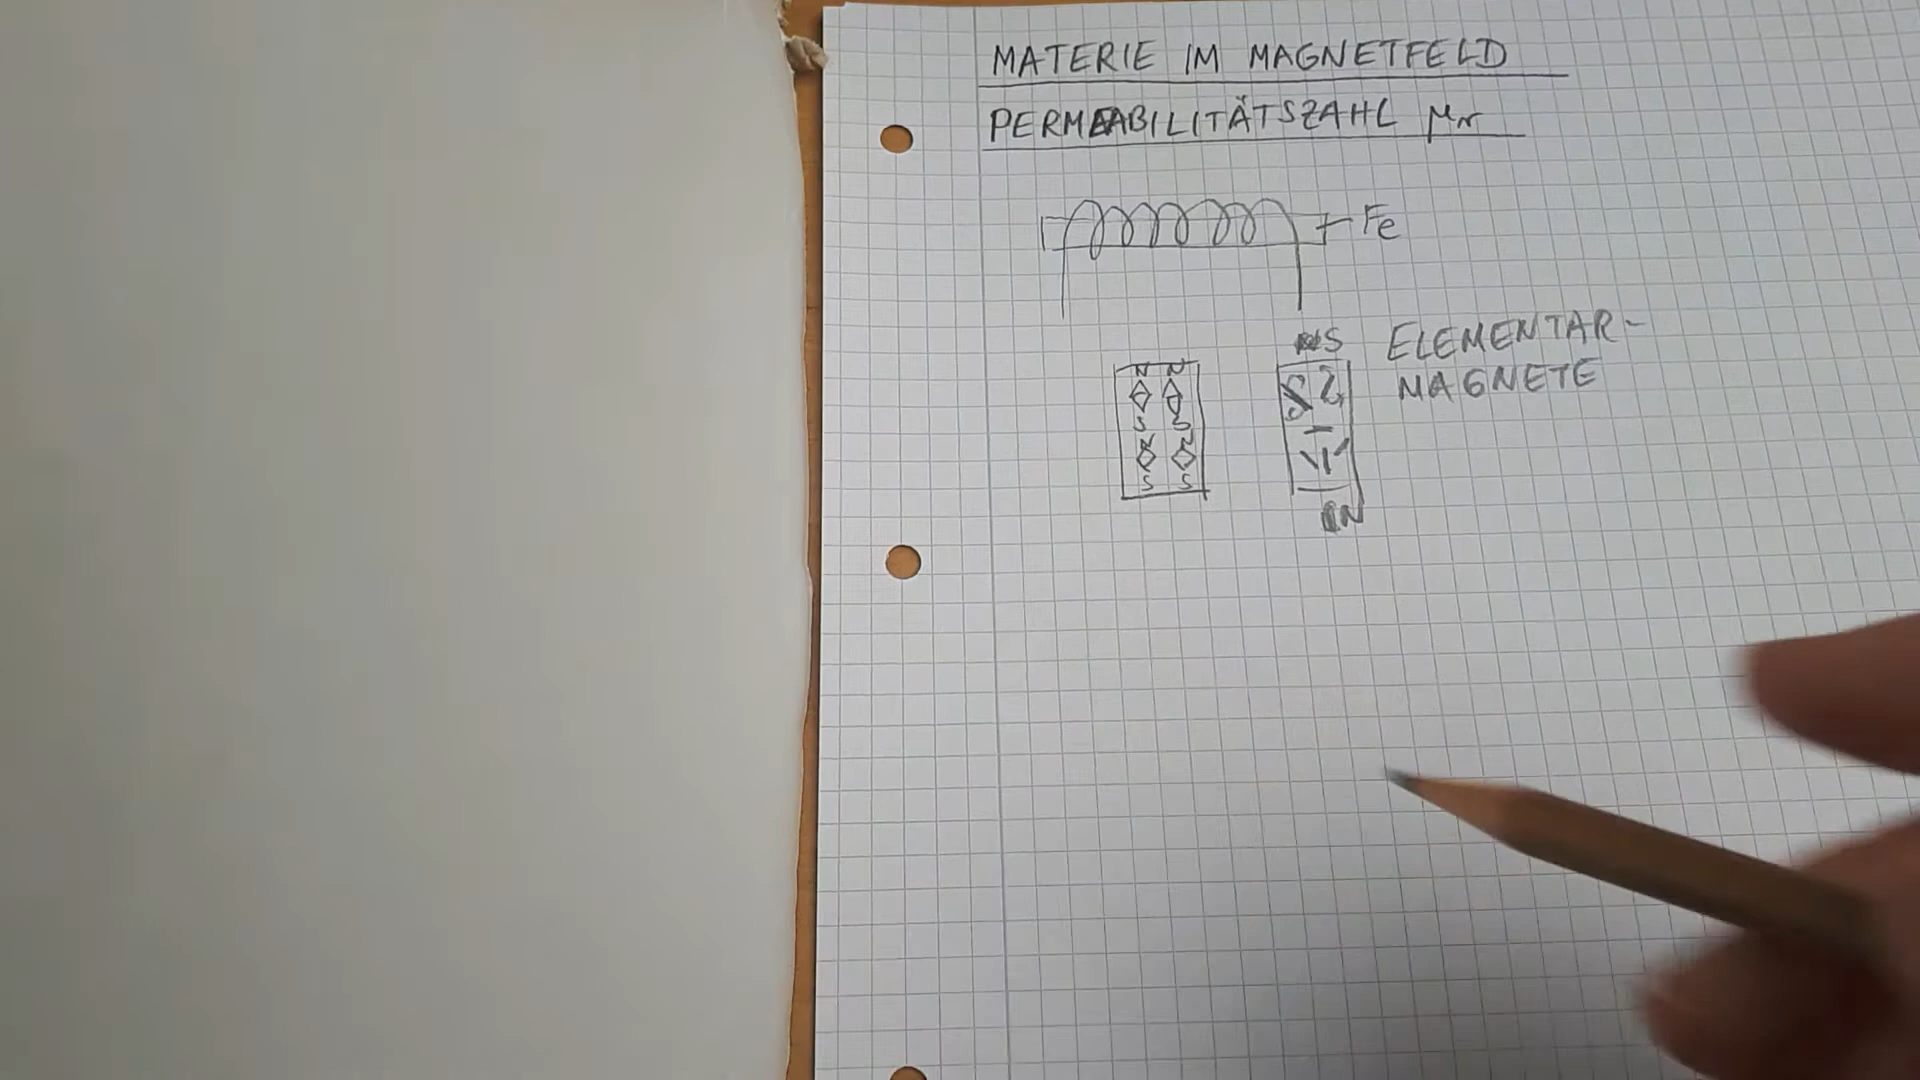 MATERIE IM MAGNETFELD
PERMEABILITÄTSZAHL μr
Fe
S ELEMENTAR-
MAGNETE
N N
S S
N N
S S
N